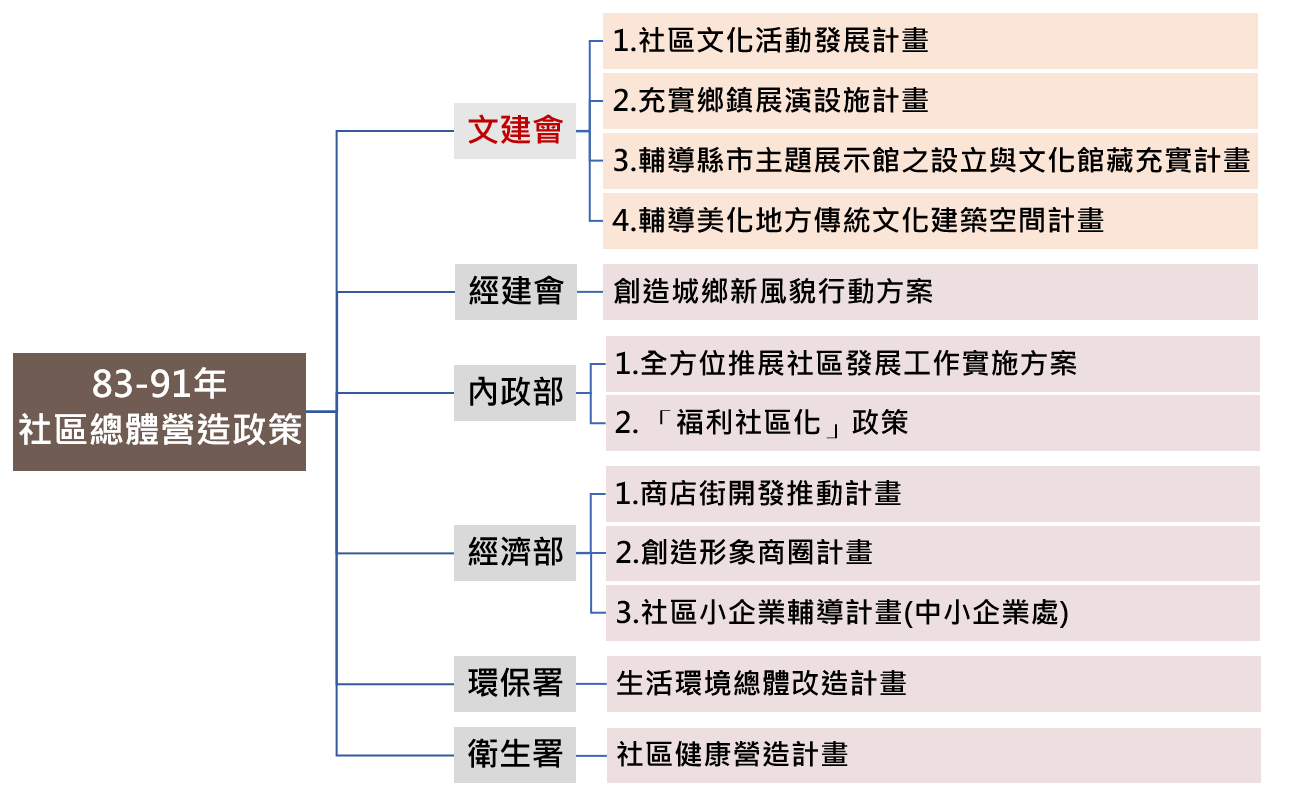 83-91年
社區總體營造政策
文建會
1.社區文化活動發展計畫
2.充實鄉鎮展演設施計畫
3.輔導縣市主題展示館之設立與文化館藏充實計畫
4.輔導美化地方傳統文化建築空間計畫
經建會
創造城鄉新風貌行動方案
內政部
1.全方位推展社區發展工作實施方案
2.「福利社區化」政策
經濟部
1.商店街開發推動計畫
2.創造形象商圈計畫
3.社區小企業輔導計畫(中小企業處)
環保署
生活環境總體改造計畫
衛生署
社區健康營造計畫